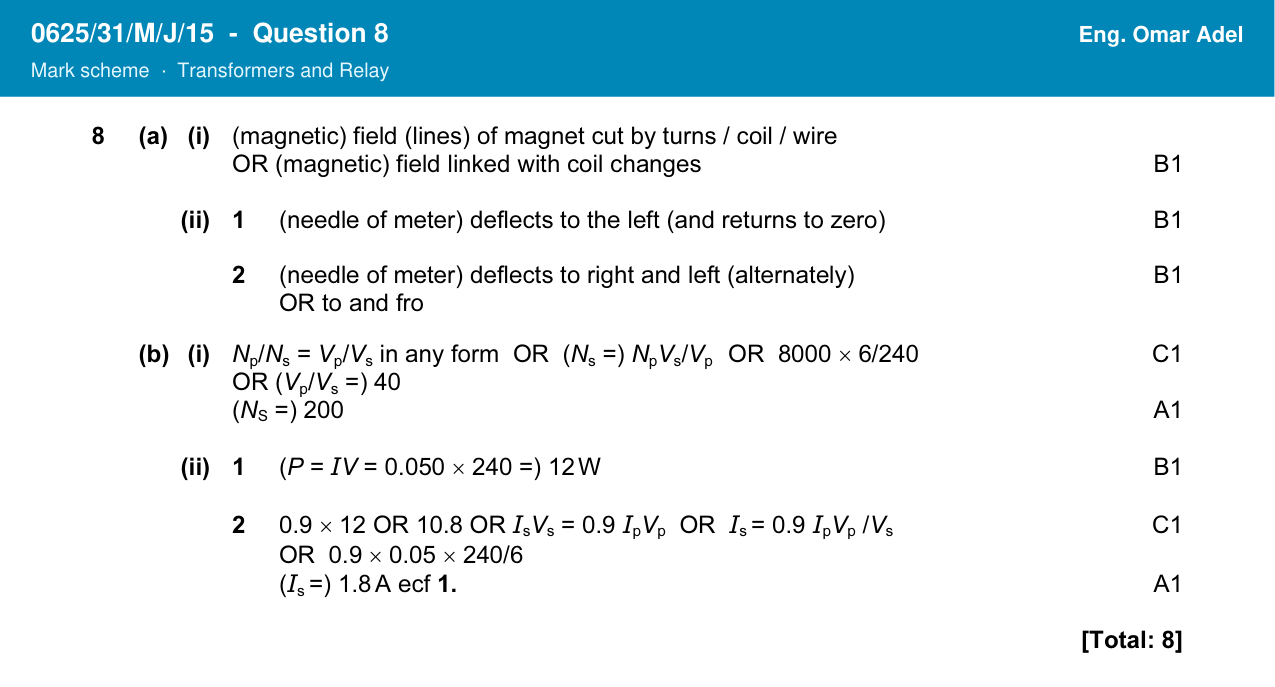 0625/31/M/J/15 - Question 8
Eng. Omar Adel
Mark scheme · Transformers and Relay
8 (a) (i) (magnetic) field (lines) of magnet cut by turns / coil / wire
OR (magnetic) field linked with coil changes B1
(ii) 1 (needle of meter) deflects to the left (and returns to zero) B1
2 (needle of meter) deflects to right and left (alternately) B1
OR to and fro
(b) (i) Np/Ns = Vp/Vs in any form OR (Ns =) NpVs/Vp OR 8000 × 6/240 C1
OR (Vp/Vs =) 40
(NS =) 200 A1
(ii) 1 (P = IV = 0.050 × 240 =) 12 W B1
2 0.9 × 12 OR 10.8 OR IsVs = 0.9 IpVp OR Is = 0.9 IpVp /Vs C1
OR 0.9 × 0.05 × 240/6
(Is =) 1.8 A ecf 1. A1
[Total: 8]